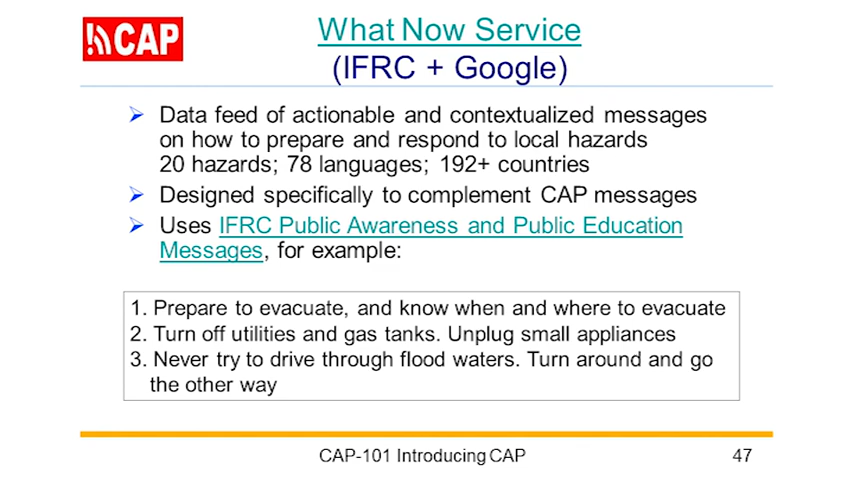 CAP
What Now Service
(IFRC + Google)
Data feed of actionable and contextualized messages
on how to prepare and respond to local hazards
20 hazards; 78 languages; 192+ countries
Designed specifically to complement CAP messages
Uses IFRC Public Awareness and Public Education
Messages, for example:
1. Prepare to evacuate, and know when and where to evacuate
2. Turn off utilities and gas tanks. Unplug small appliances
3. Never try to drive through flood waters. Turn around and go
the other way
CAP-101 Introducing CAP
47